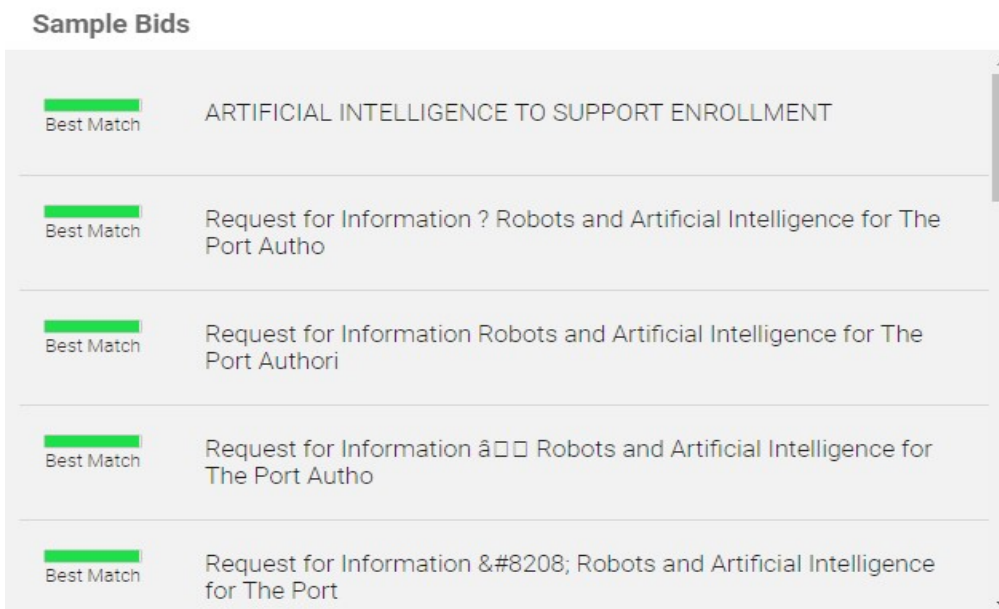 Sample Bids
Best Match
ARTIFICIAL INTELLIGENCE TO SUPPORT ENROLLMENT
Best Match
Request for Information ? Robots and Artificial Intelligence for The
Port Autho
Best Match
Request for Information Robots and Artificial Intelligence for The
Port Authori
Best Match
Request for Information â□□ Robots and Artificial Intelligence for
The Port Autho
Best Match
Request for Information &#8208; Robots and Artificial Intelligence
for The Port